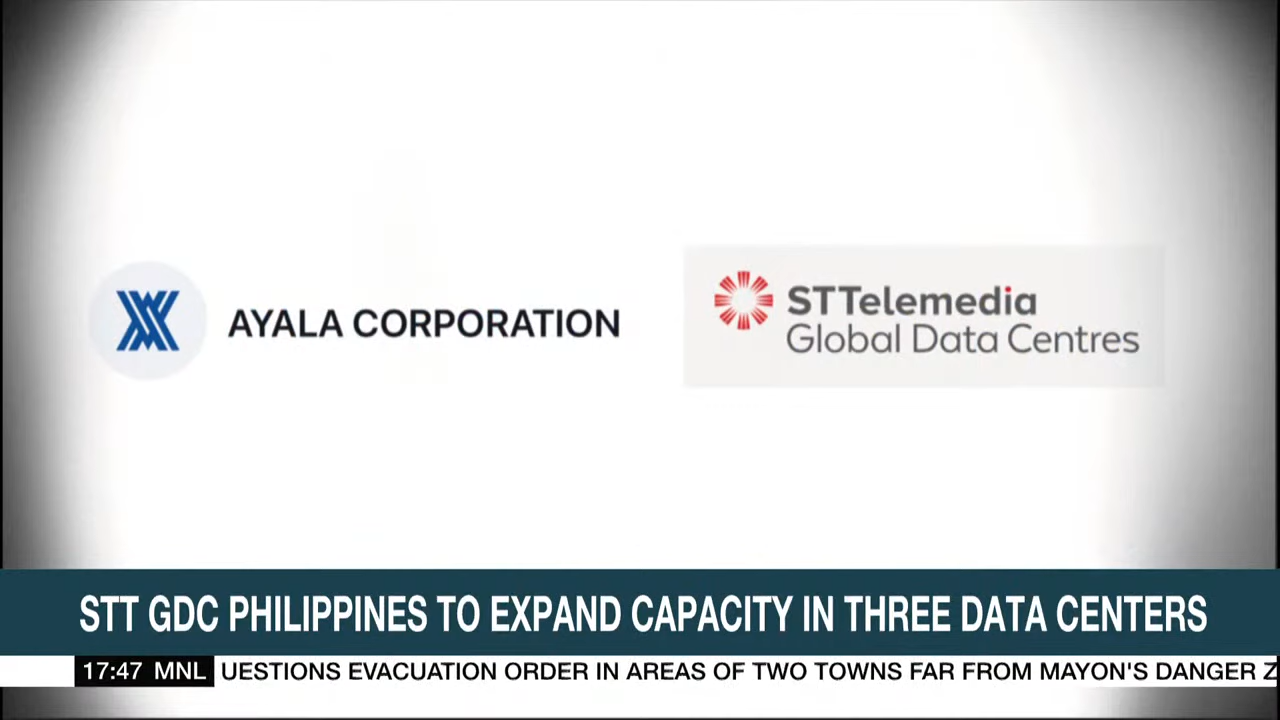 AYALA CORPORATION
STTelemedia
Global Data Centres
STT GDC PHILIPPINES TO EXPAND CAPACITY IN THREE DATA CENTERS
17:47 MNL
UESTIONS EVACUATION ORDER IN AREAS OF TWO TOWNS FAR FROM MAYON'S DANGER Z